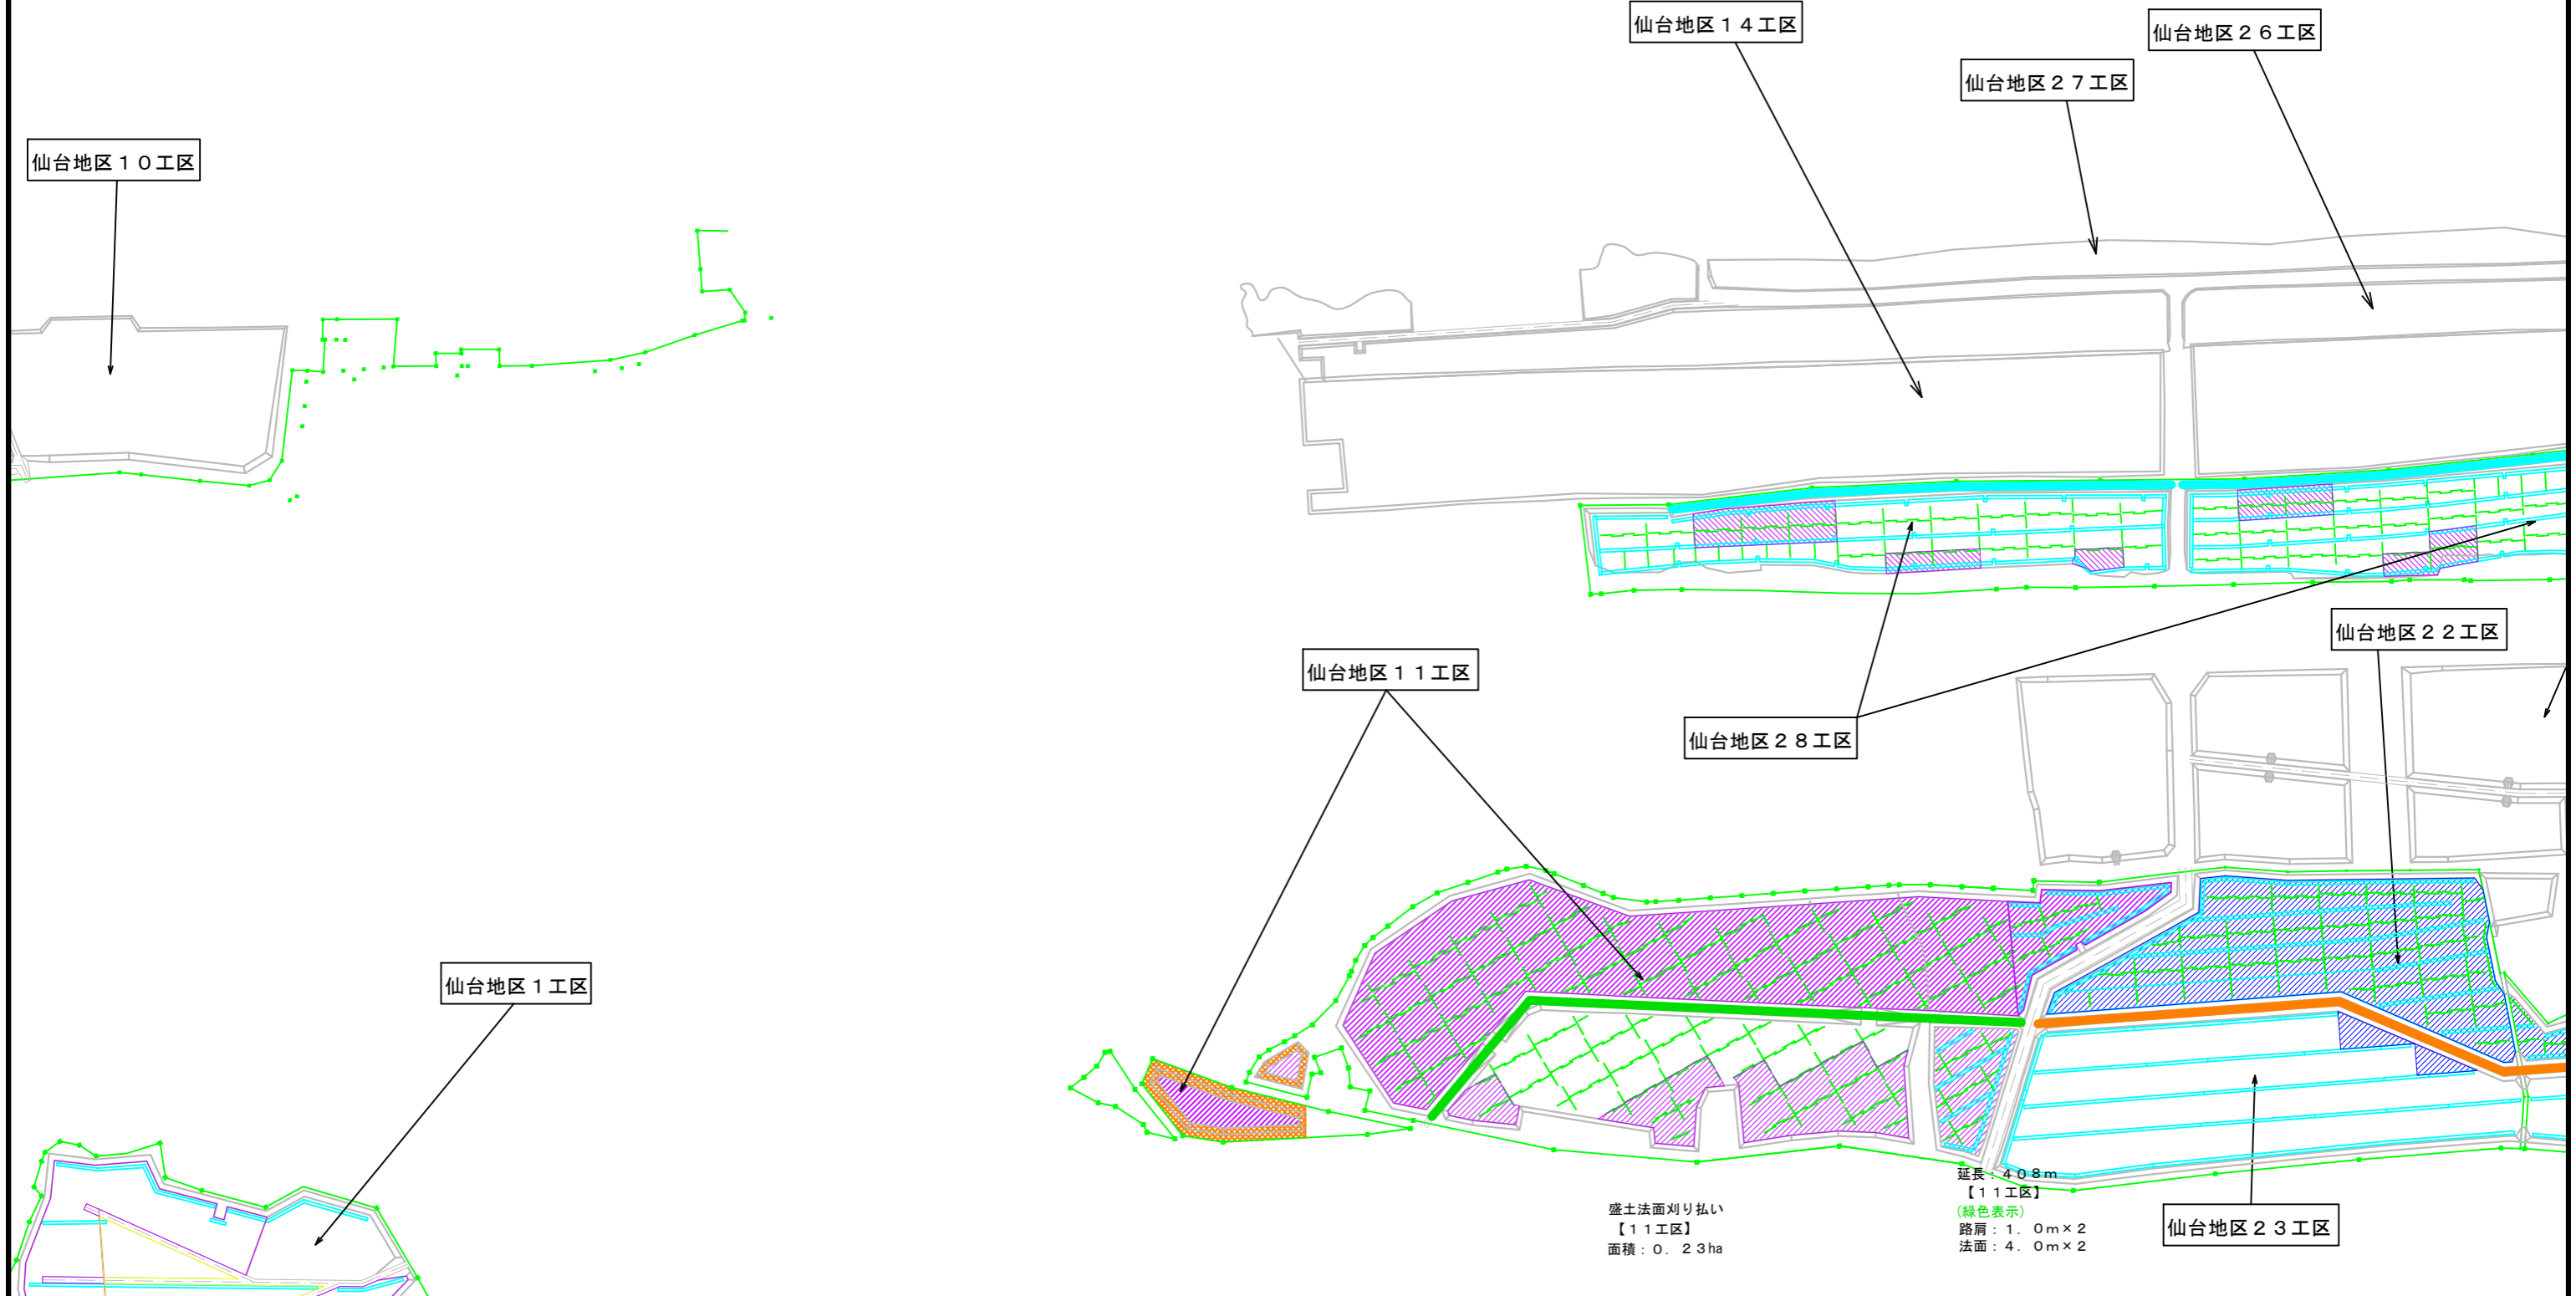 仙台地区１４工区
仙台地区２６工区
仙台地区２７工区
仙台地区１０工区
仙台地区２２工区
仙台地区１１工区
仙台地区２８工区
仙台地区１工区
盛土法面刈り払い
【１１工区】
面積：０．２３ha
延長：４０８ｍ
【１１工区】
(緑色表示)
路肩：１．０ｍ×２
法面：４．０ｍ×２
仙台地区２３工区